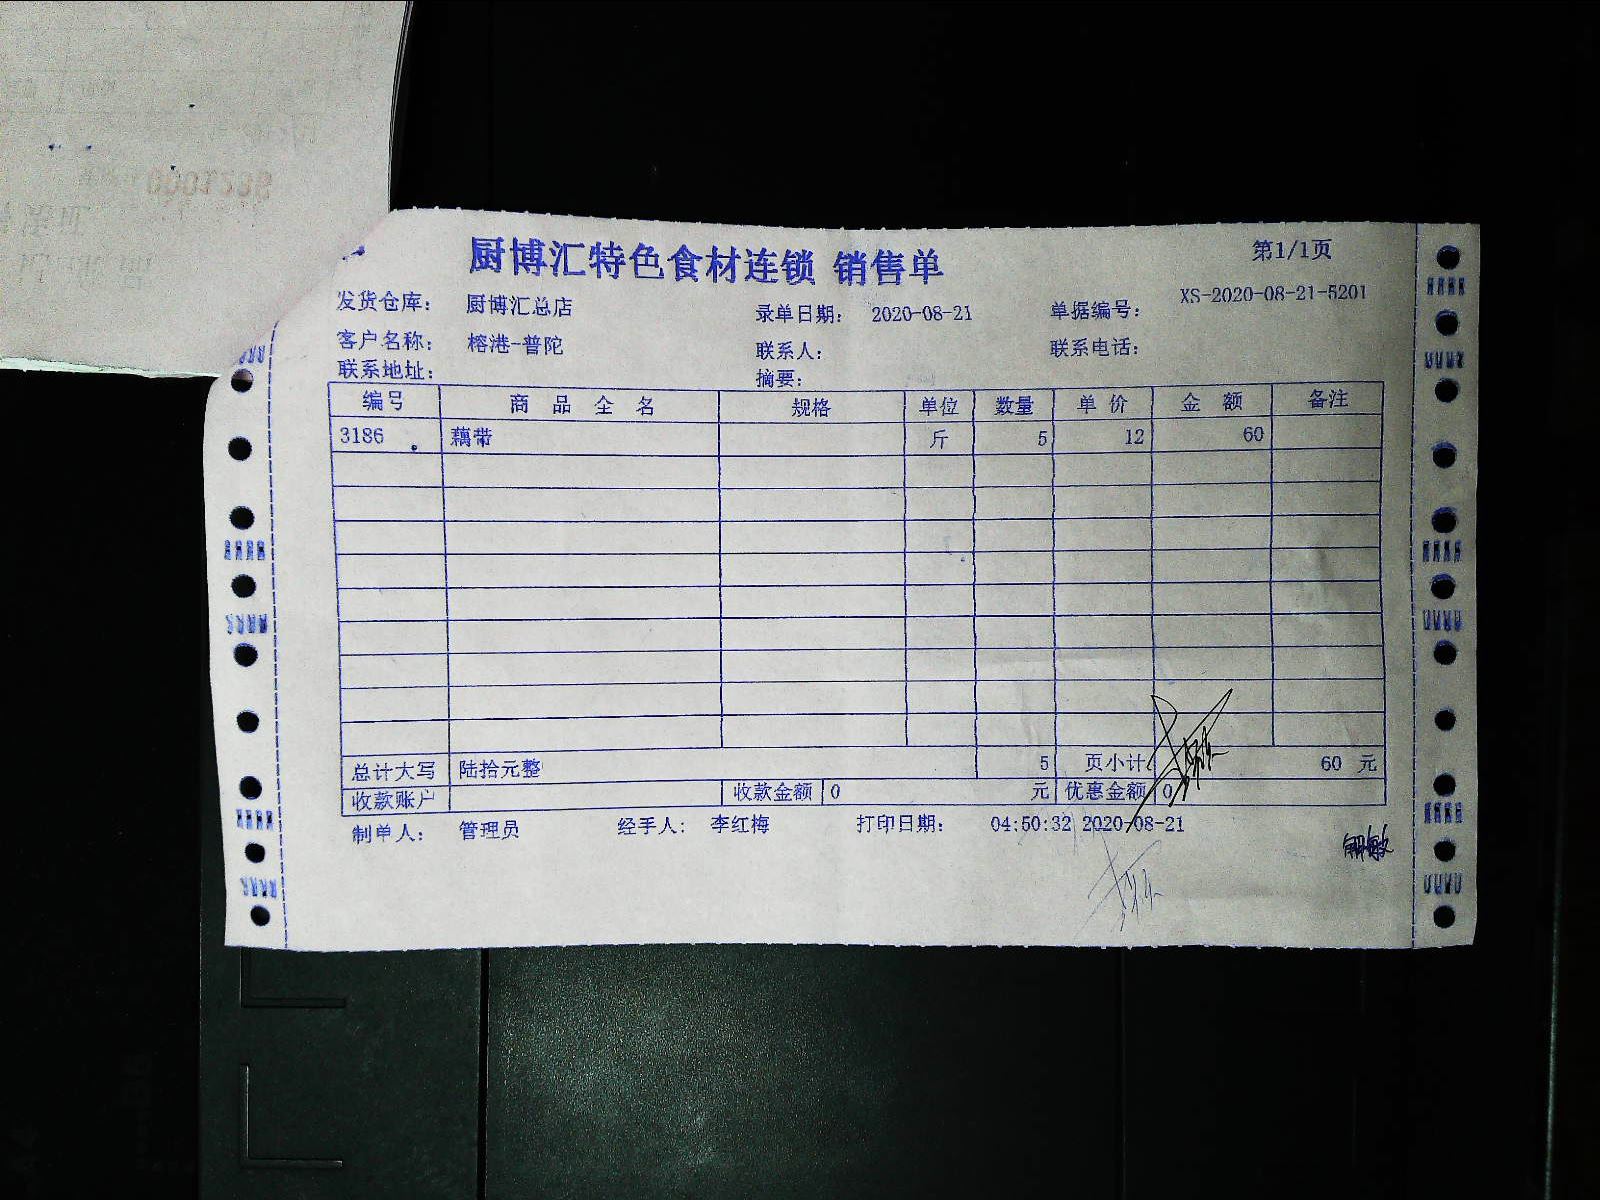 厨博汇特色食材连锁 销售单
第1/1页
发货仓库： 厨博汇总店 录单日期： 2020-08-21 单据编号： XS-2020-08-21-5201
客户名称： 榕港-普陀 联系人： 联系电话：
联系地址： 摘要：
编号 商品全名 规格 单位 数量 单价 金额 备注
3186 藕带 斤 5 12 60
总计大写 陆拾元整 5 页小计 60 元
收款账户 收款金额 0 元 优惠金额 0
制单人： 管理员 经手人： 李红梅 打印日期： 04:50:32 2020-08-21